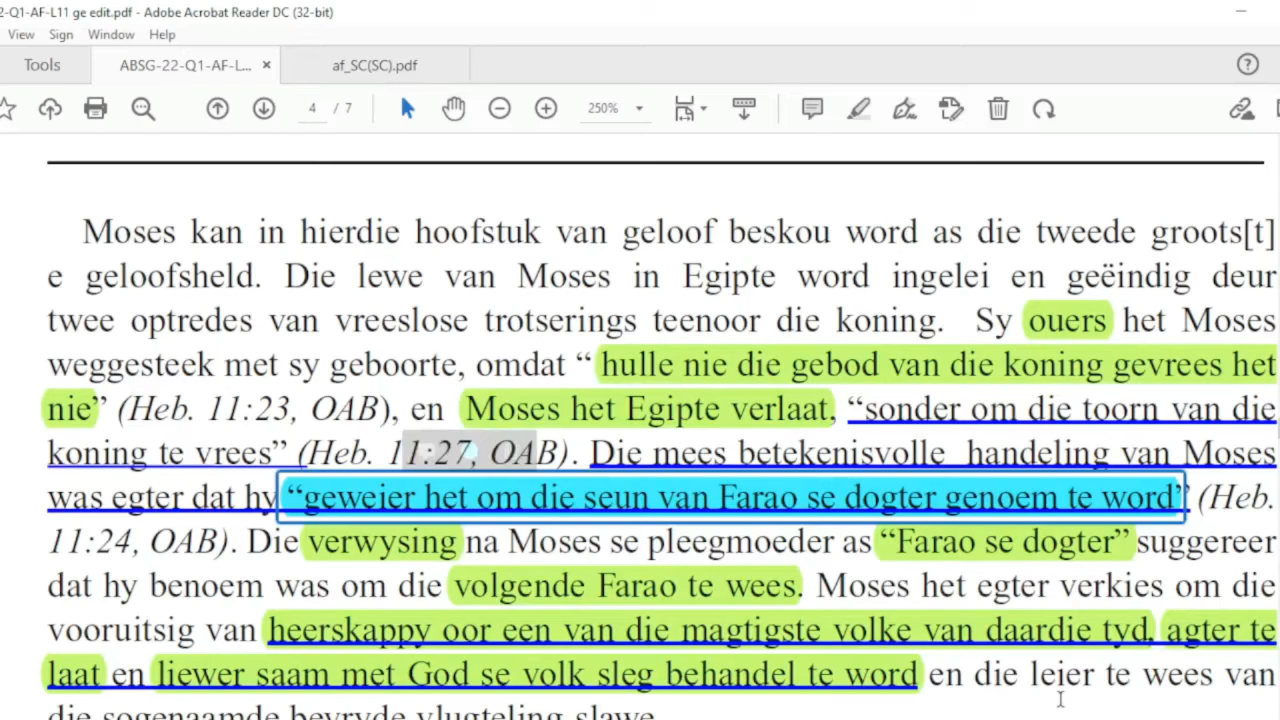 2-Q1-AF-L11 ge edit.pdf - Adobe Acrobat Reader DC (32-bit)
View Sign Window Help
Tools ABSG-22-Q1-AF-L... × af_SC(SC).pdf
4 / 7 250%
Moses kan in hierdie hoofstuk van geloof beskou word as die tweede groots[t]
e geloofsheld. Die lewe van Moses in Egipte word ingelei en geëindig deur
twee optredes van vreeslose trotserings teenoor die koning. Sy ouers het Moses
weggesteek met sy geboorte, omdat “ hulle nie die gebod van die koning gevrees het
nie” (Heb. 11:23, OAB), en Moses het Egipte verlaat, “sonder om die toorn van die
koning te vrees” (Heb. 11:27, OAB). Die mees betekenisvolle handeling van Moses
was egter dat hy “geweier het om die seun van Farao se dogter genoem te word” (Heb.
11:24, OAB). Die verwysing na Moses se pleegmoeder as “Farao se dogter” suggereer
dat hy benoem was om die volgende Farao te wees. Moses het egter verkies om die
vooruitsig van heerskappy oor een van die magtigste volke van daardie tyd, agter te
laat en liewer saam met God se volk sleg behandel te word en die leier te wees van
die sogenaamde bevryde vlugteling slawe.